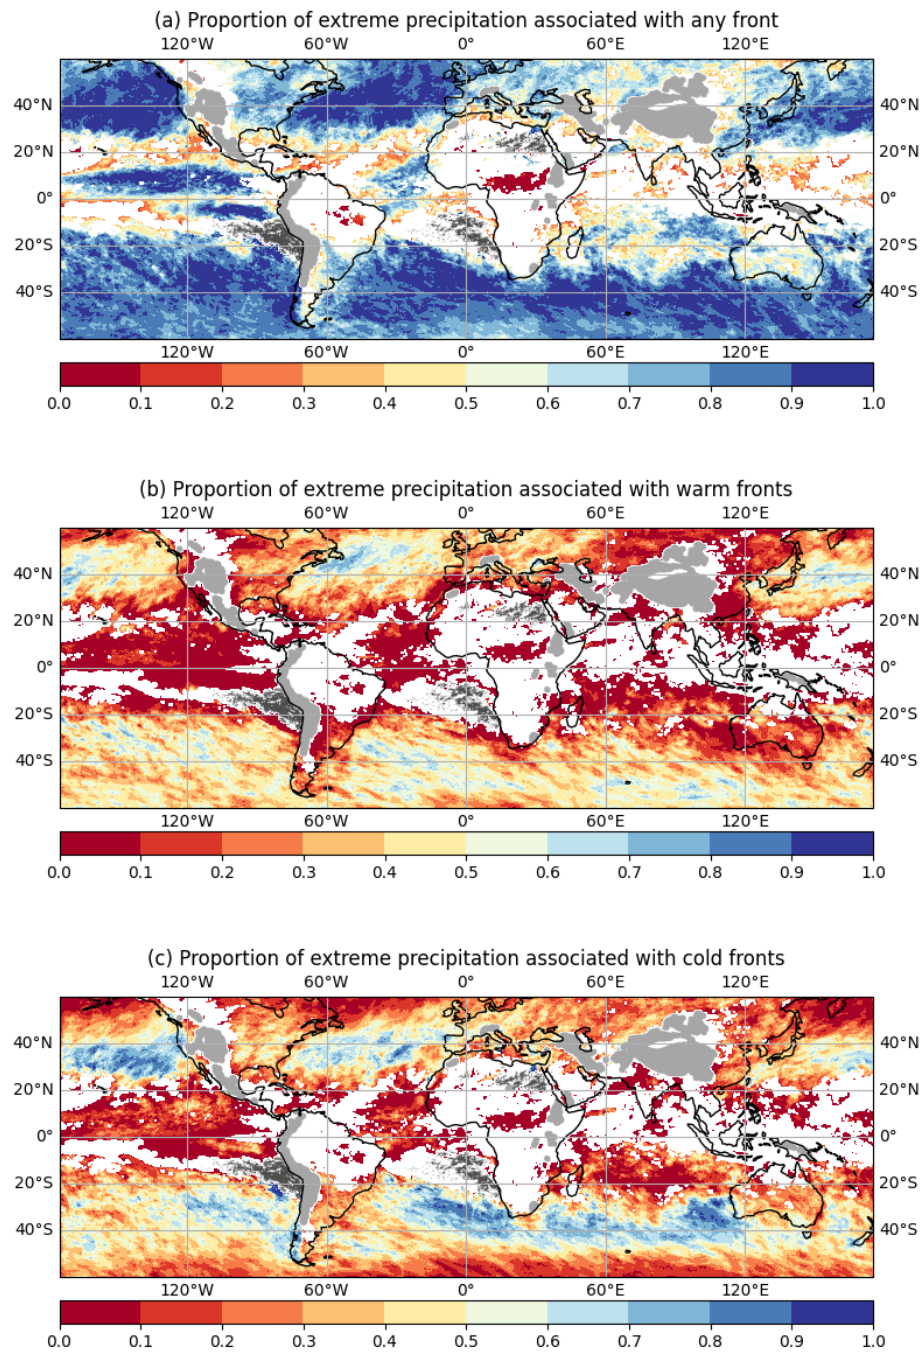 (a) Proportion of extreme precipitation associated with any front
120°W 60°W 0° 60°E 120°E
40°N 40°N
20°N 20°N
0° 0°
20°S 20°S
40°S 40°S
120°W 60°W 0° 60°E 120°E
0.0 0.1 0.2 0.3 0.4 0.5 0.6 0.7 0.8 0.9 1.0
(b) Proportion of extreme precipitation associated with warm fronts
120°W 60°W 0° 60°E 120°E
40°N 40°N
20°N 20°N
0° 0°
20°S 20°S
40°S 40°S
120°W 60°W 0° 60°E 120°E
0.0 0.1 0.2 0.3 0.4 0.5 0.6 0.7 0.8 0.9 1.0
(c) Proportion of extreme precipitation associated with cold fronts
120°W 60°W 0° 60°E 120°E
40°N 40°N
20°N 20°N
0° 0°
20°S 20°S
40°S 40°S
120°W 60°W 0° 60°E 120°E
0.0 0.1 0.2 0.3 0.4 0.5 0.6 0.7 0.8 0.9 1.0